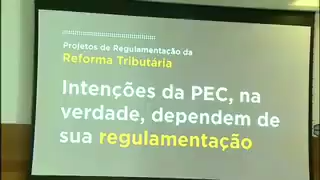 Projetos de Regulamentação da
Reforma Tributária
Intenções da PEC, na
verdade, dependem de
sua regulamentação